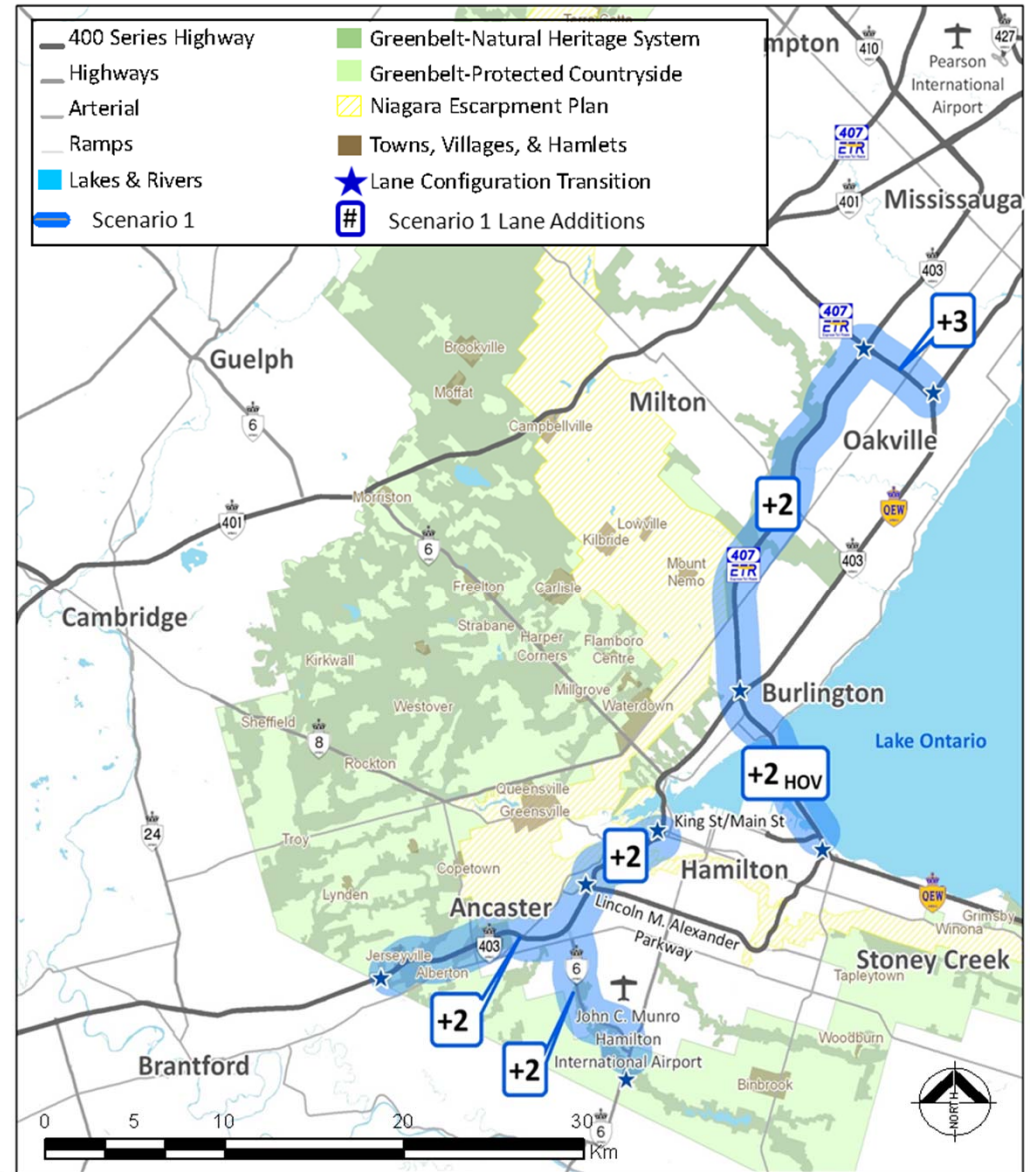 Terra Cotta
400 Series Highway
Highways
Arterial
Ramps
Lakes & Rivers
Scenario 1
Greenbelt-Natural Heritage System
Greenbelt-Protected Countryside
Niagara Escarpment Plan
Towns, Villages, & Hamlets
Lane Configuration Transition
# Scenario 1 Lane Additions
mpton
410
427
Pearson
International
Airport
407
ETR
401
Mississauga
403
407
ETR
+3
Guelph
Brookville
Moffat
Milton
6
Campbellville
Oakville
+2
Morriston
401
6
Lowville
Kilbride
QEW
407
ETR
403
Mount
Nemo
Freelton
Carlisle
Cambridge
Strabane
Harper
Corners
Flamboro
Centre
Kirkwall
Millgrove
Burlington
Westover
Waterdown
Sheffield
8
Rockton
Lake Ontario
+2 HOV
Queensville
Greensville
King St/Main St
24
Troy
+2
Copetown
Hamilton
Lynden
Ancaster
Lincoln M. Alexander
Parkway
QEW
Grimsby
Winona
403
Jerseyville
Alberton
6
Stoney Creek
Tapleytown
+2
John C. Munro
Hamilton
International Airport
Woodburn
+2
Brantford
Binbrook
NORTH
0 5 10 20 30
Km
6